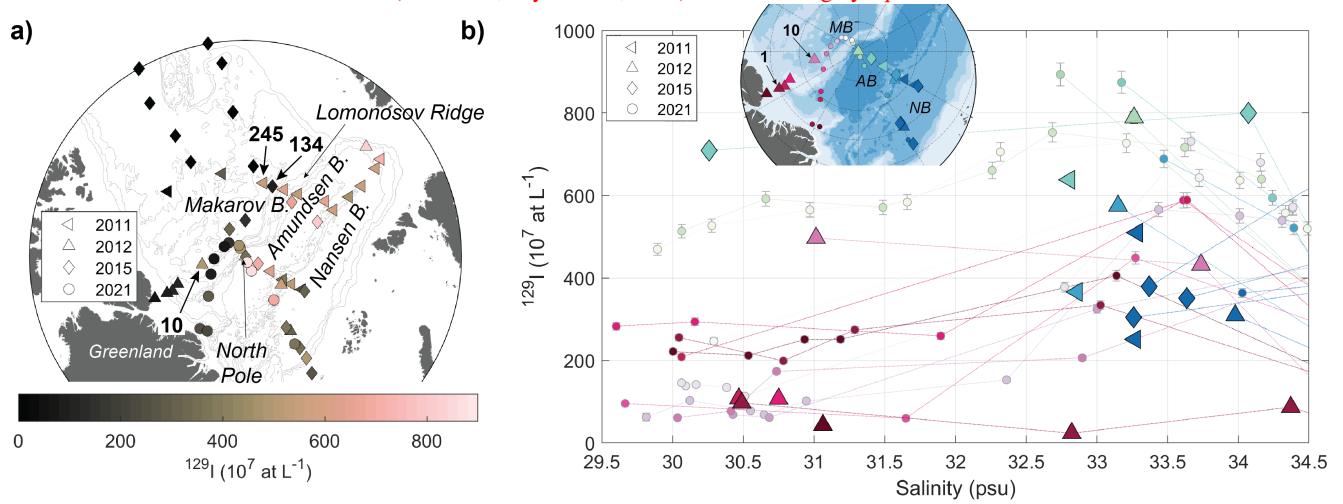 a)
245
134
Lomonosov Ridge
Makarov B.
Amundsen B.
Nansen B.
2011
2012
2015
2021
10
Greenland
North
Pole
0 200 400 600 800
¹²⁹I (10⁷ at L⁻¹)
b)
2011
2012
2015
2021
MB
10
1
AB
NB
1000
800
600
400
200
0
¹²⁹I (10⁷ at L⁻¹)
29.5 30 30.5 31 31.5 32 32.5 33 33.5 34 34.5
Salinity (psu)